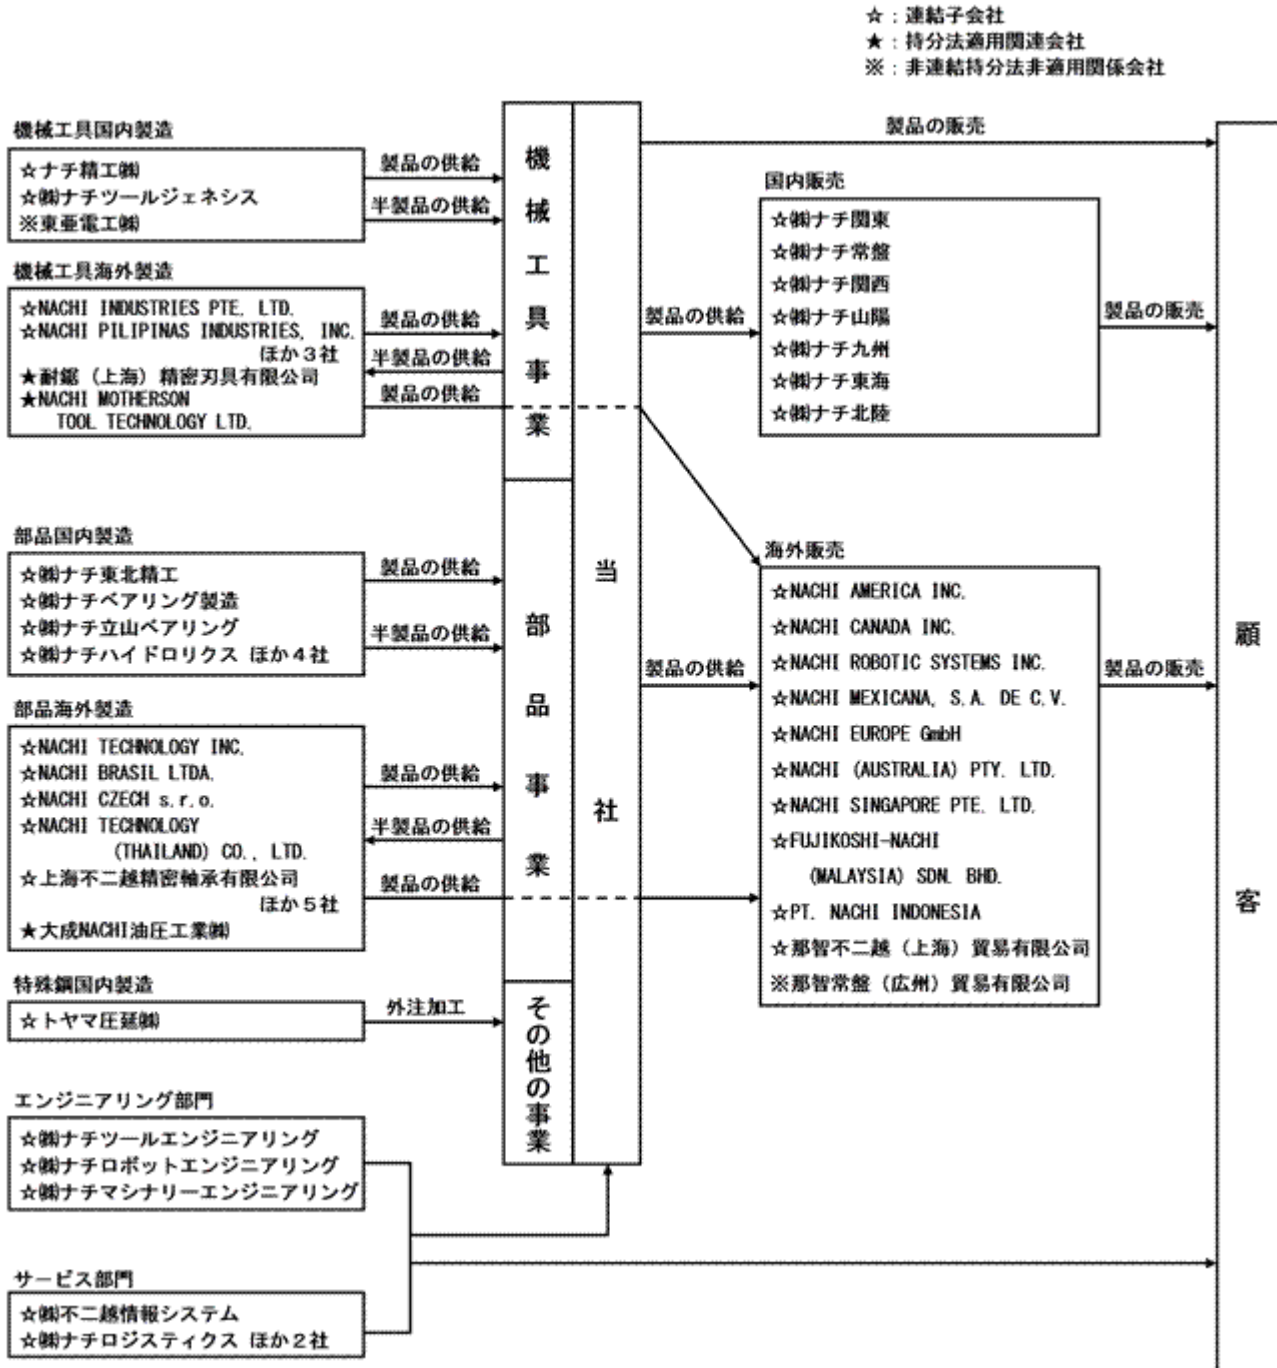 ☆：連結子会社
★：持分法適用関連会社
※：非連結持分法非適用関係会社
機械工具国内製造
☆ナチ精工㈱
☆㈱ナチツールジェネシス
※東亜電工㈱
製品の供給
半製品の供給
機械工具海外製造
☆NACHI INDUSTRIES PTE. LTD.
☆NACHI PILIPINAS INDUSTRIES, INC.
ほか３社
★耐鋸（上海）精密刃具有限公司
★NACHI MOTHERSON
TOOL TECHNOLOGY LTD.
製品の供給
半製品の供給
製品の供給
部品国内製造
☆㈱ナチ東北精工
☆㈱ナチベアリング製造
☆㈱ナチ立山ベアリング
☆㈱ナチハイドロリクス ほか４社
製品の供給
半製品の供給
部品海外製造
☆NACHI TECHNOLOGY INC.
☆NACHI BRASIL LTDA.
☆NACHI CZECH s.r.o.
☆NACHI TECHNOLOGY
(THAILAND) CO., LTD.
☆上海不二越精密軸承有限公司
ほか５社
★大成NACHI油圧工業㈱
製品の供給
半製品の供給
製品の供給
特殊鋼国内製造
☆トヤマ圧延㈱
外注加工
エンジニアリング部門
☆㈱ナチツールエンジニアリング
☆㈱ナチロボットエンジニアリング
☆㈱ナチマシナリーエンジニアリング
サービス部門
☆㈱不二越情報システム
☆㈱ナチロジスティクス ほか２社
機械工具事業
部品事業
その他の事業
当社
製品の販売
国内販売
☆㈱ナチ関東
☆㈱ナチ常盤
☆㈱ナチ関西
☆㈱ナチ山陽
☆㈱ナチ九州
☆㈱ナチ東海
☆㈱ナチ北陸
製品の供給
製品の販売
海外販売
☆NACHI AMERICA INC.
☆NACHI CANADA INC.
☆NACHI ROBOTIC SYSTEMS INC.
☆NACHI MEXICANA, S.A. DE C.V.
☆NACHI EUROPE GmbH
☆NACHI (AUSTRALIA) PTY. LTD.
☆NACHI SINGAPORE PTE. LTD.
☆FUJIKOSHI-NACHI
(MALAYSIA) SDN. BHD.
☆PT. NACHI INDONESIA
☆那智不二越（上海）貿易有限公司
※那智常盤（広州）貿易有限公司
製品の供給
製品の販売
顧客